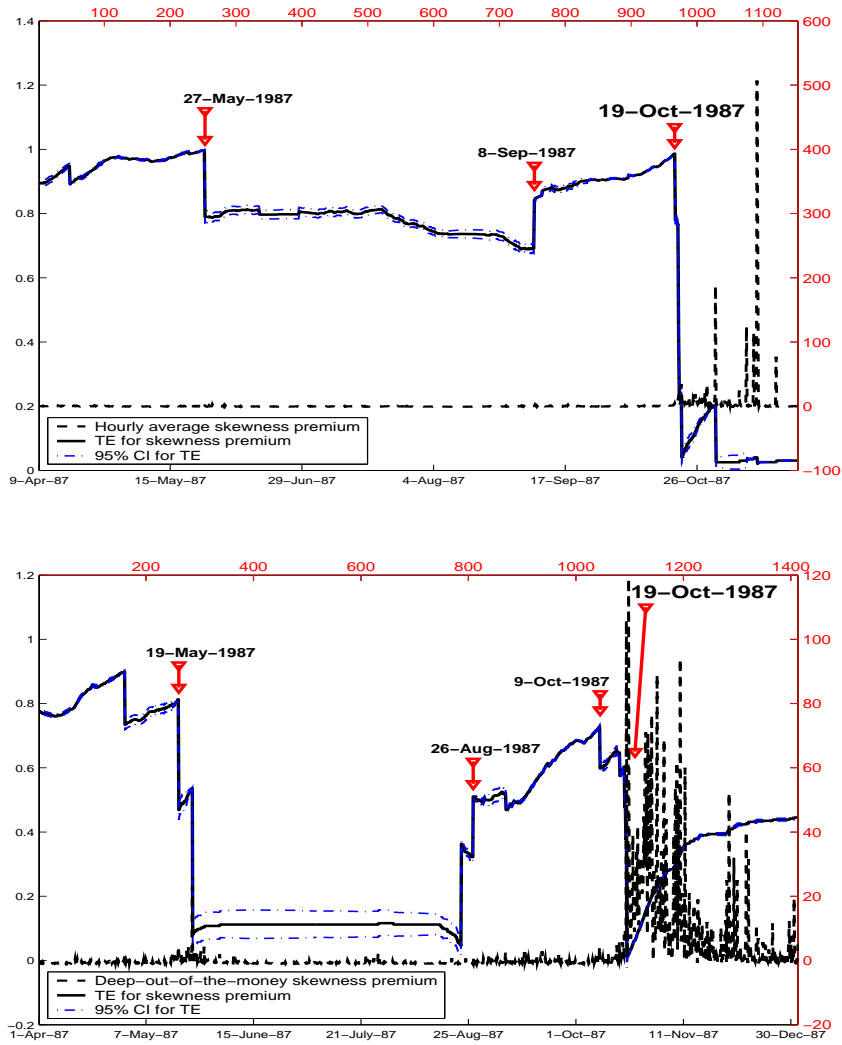 100 200 300 400 500 600 700 800 900 1000 1100
1.4
600
1.2
500
27−May−1987
19−Oct−1987
8−Sep−1987
1
400
0.8
300
0.6
200
0.4
100
0.2
0
Hourly average skewness premium
TE for skewness premium
95% CI for TE
0
−100
9−Apr−87 15−May−87 29−Jun−87 4−Aug−87 17−Sep−87 26−Oct−87
200 400 600 800 1000 1200 1400
1.2
120
19−Oct−1987
1
100
19−May−1987
9−Oct−1987
0.8
80
26−Aug−1987
0.6
60
0.4
40
0.2
20
0
0
Deep−out−of−the−money skewness premium
TE for skewness premium
95% CI for TE
−0.2
−20
1−Apr−87 7−May−87 15−June−87 21−July−87 25−Aug−87 1−Oct−87 11−Nov−87 30−Dec−87